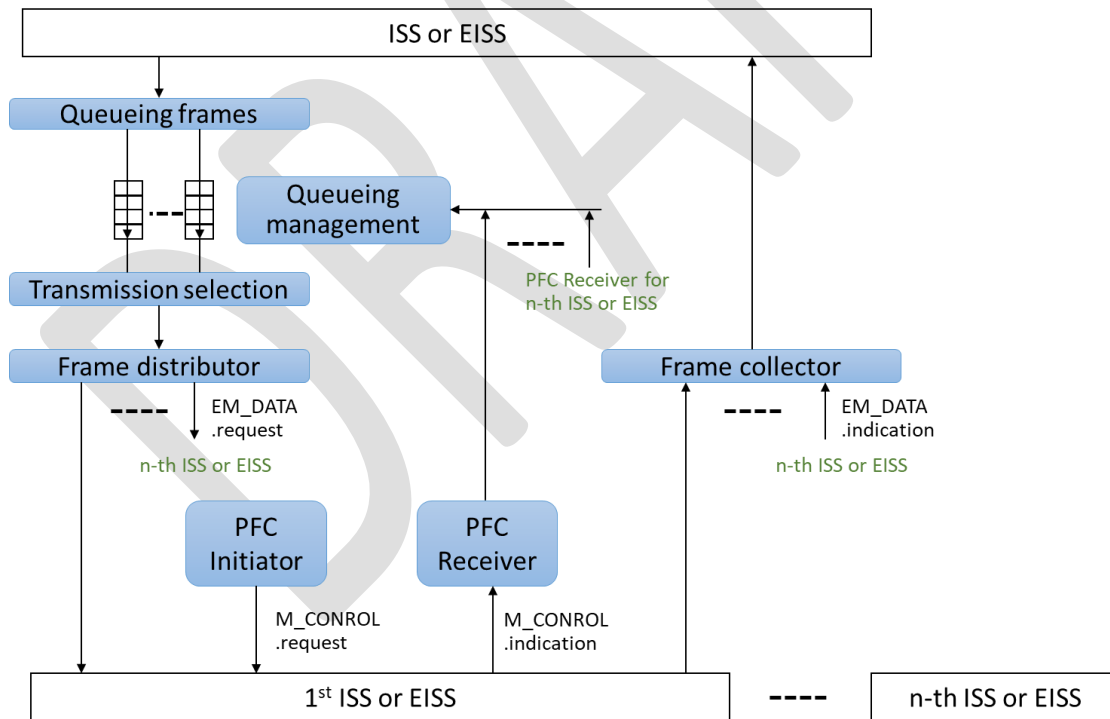 ISS or EISS
Queueing frames
Queueing
management
PFC Receiver for
n-th ISS or EISS
Transmission selection
Frame distributor
Frame collector
EM_DATA
.request
EM_DATA
.indication
n-th ISS or EISS
n-th ISS or EISS
PFC
Initiator
PFC
Receiver
M_CONROL
.request
M_CONROL
.indication
1st ISS or EISS
n-th ISS or EISS
DRA